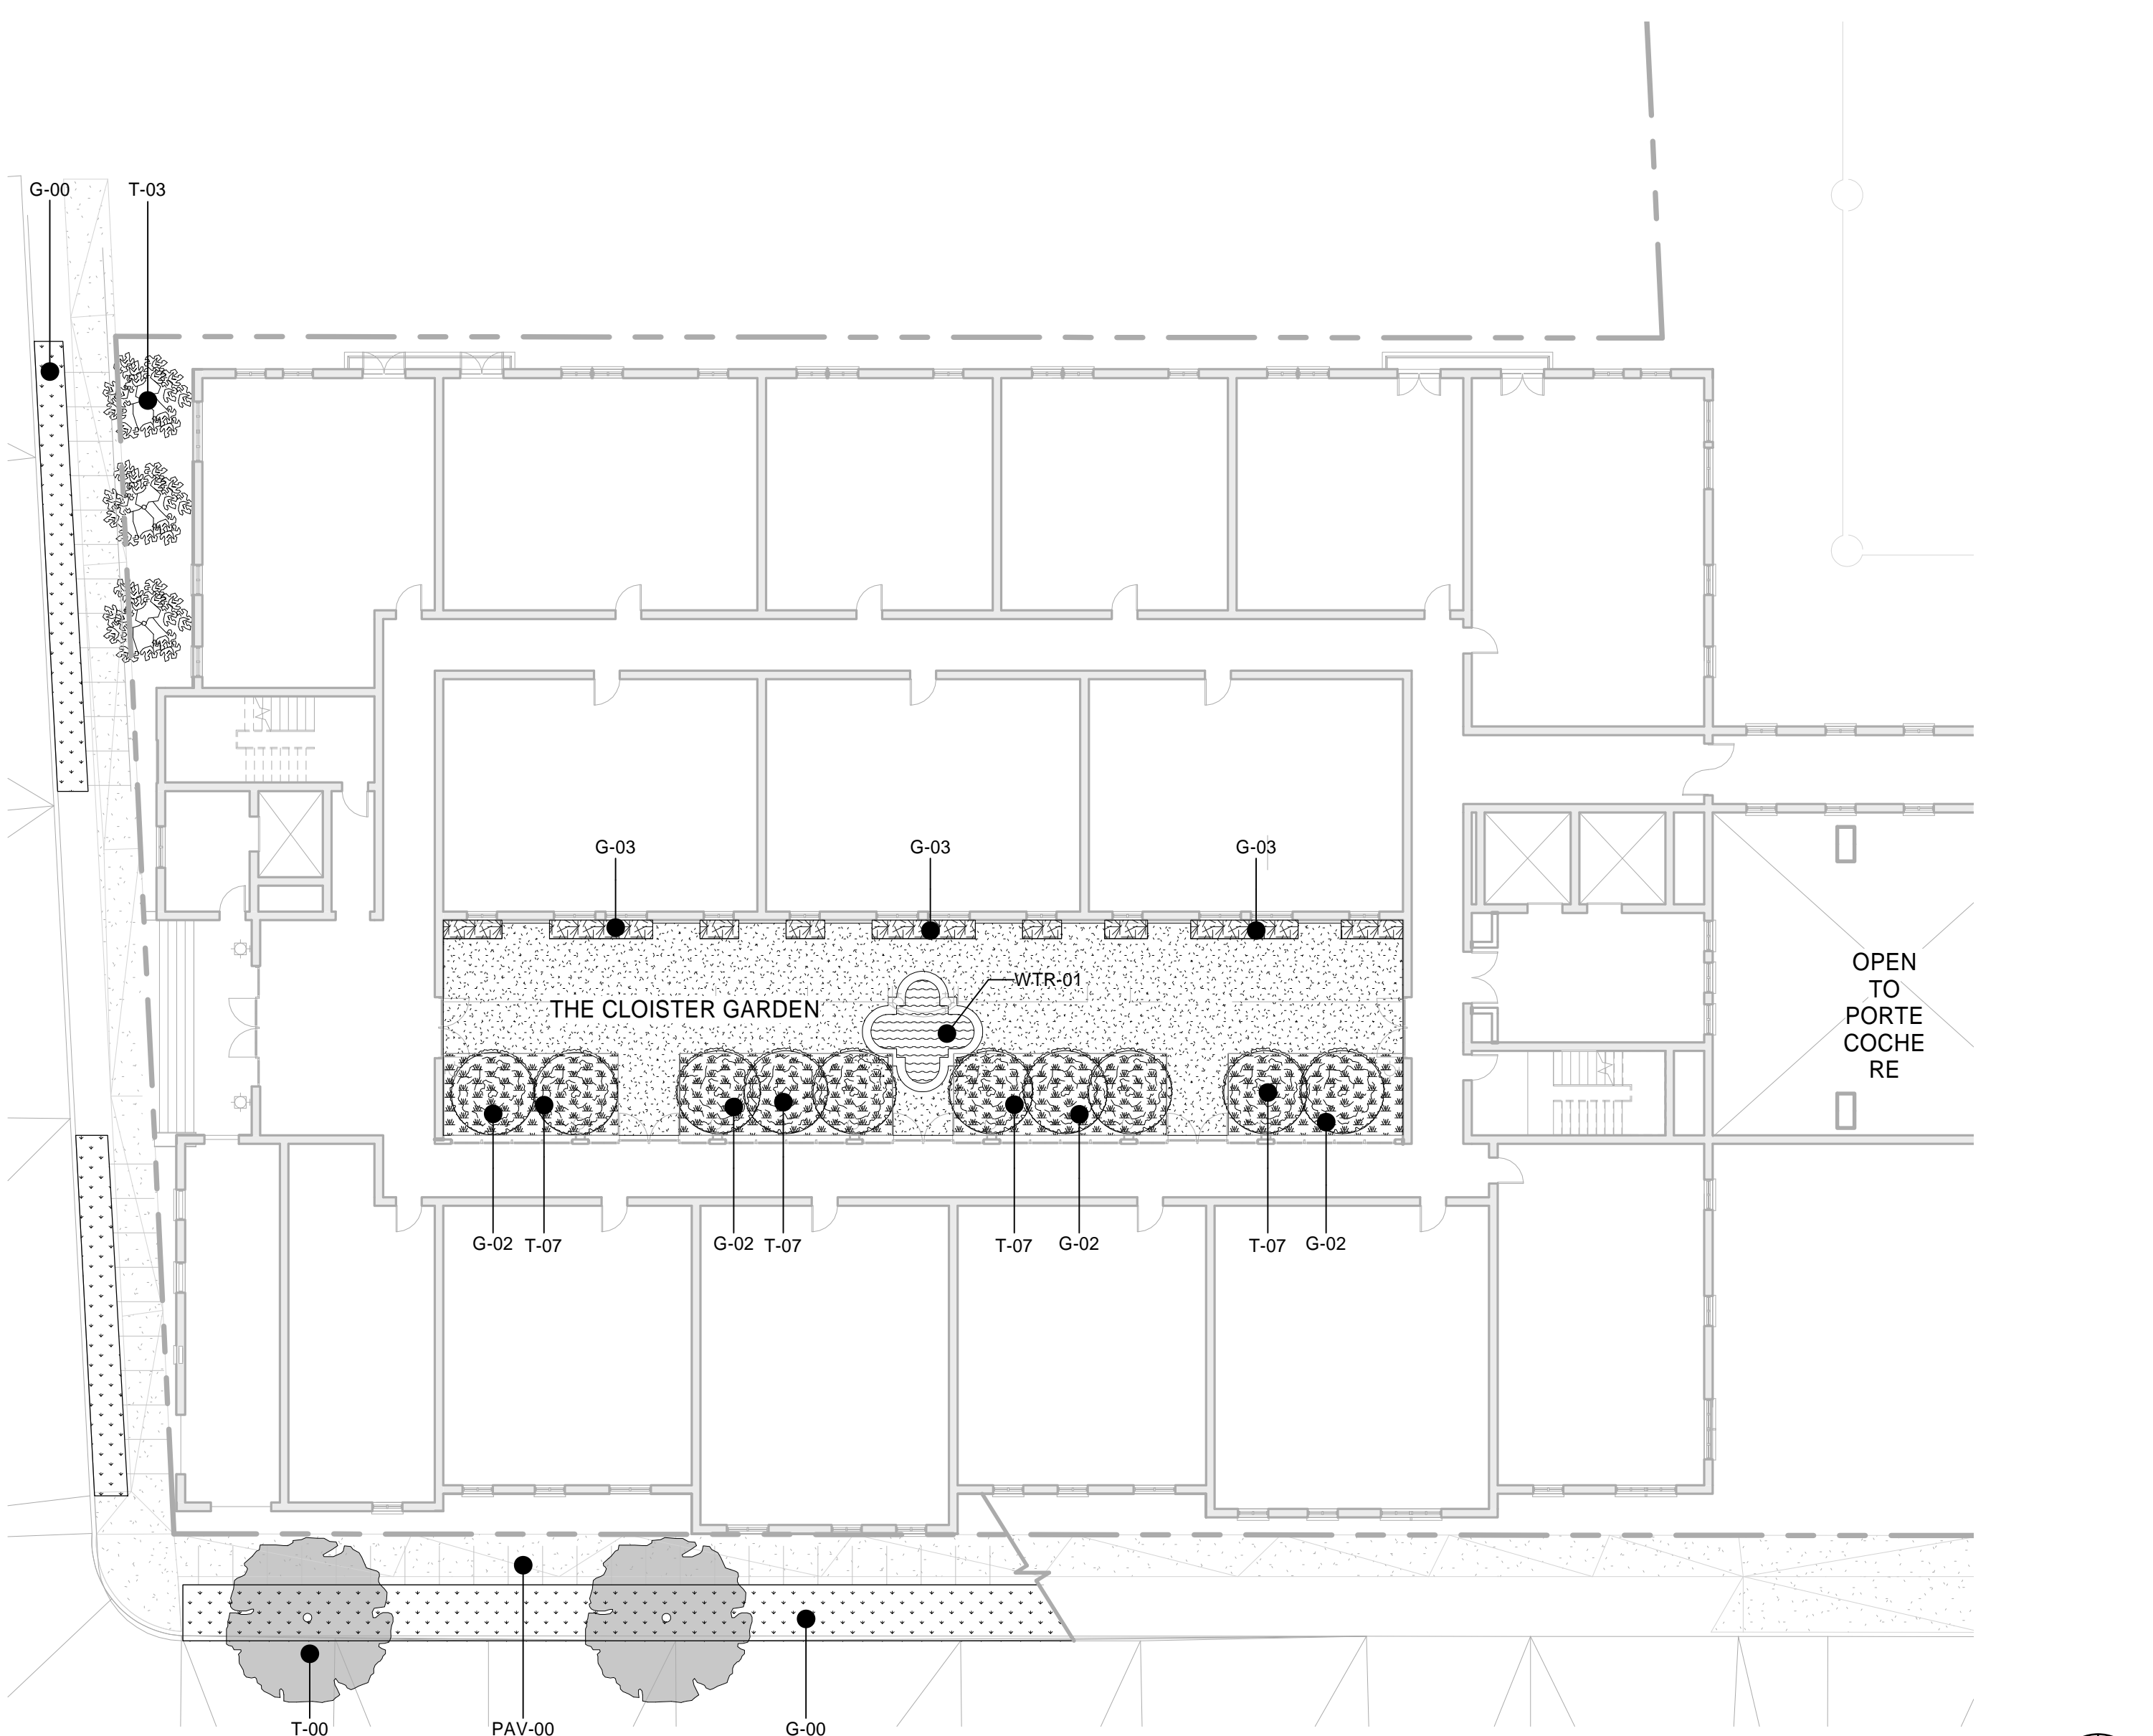 G-00 T-03
G-03 G-03 G-03
WTR-01
THE CLOISTER GARDEN
OPEN
TO
PORTE
COCHE
RE
G-02 T-07 G-02 T-07 T-07 G-02 T-07 G-02
T-00 PAV-00 G-00